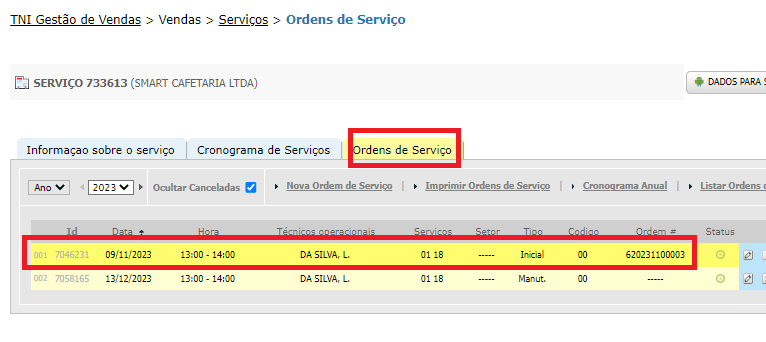 TNI Gestão de Vendas > Vendas > Serviços > Ordens de Serviço
SERVIÇO 733613 (SMART CAFETARIA LTDA)
DADOS PARA
Informaçao sobre o serviço Cronograma de Serviços Ordens de Serviço
Ano 2023 Ocultar Canceladas Nova Ordem de Serviço | Imprimir Ordens de Serviço | Cronograma Anual | Listar Ordens
Id Data Hora Técnicos operacionais Serviços Setor Tipo Codigo Ordem # Status
001 7046231 09/11/2023 13:00 - 14:00 DA SILVA, L. 01 18 ----- Inicial 00 620231100003
002 7058165 13/12/2023 13:00 - 14:00 DA SILVA, L. 01 18 ----- Manut. 00 -----